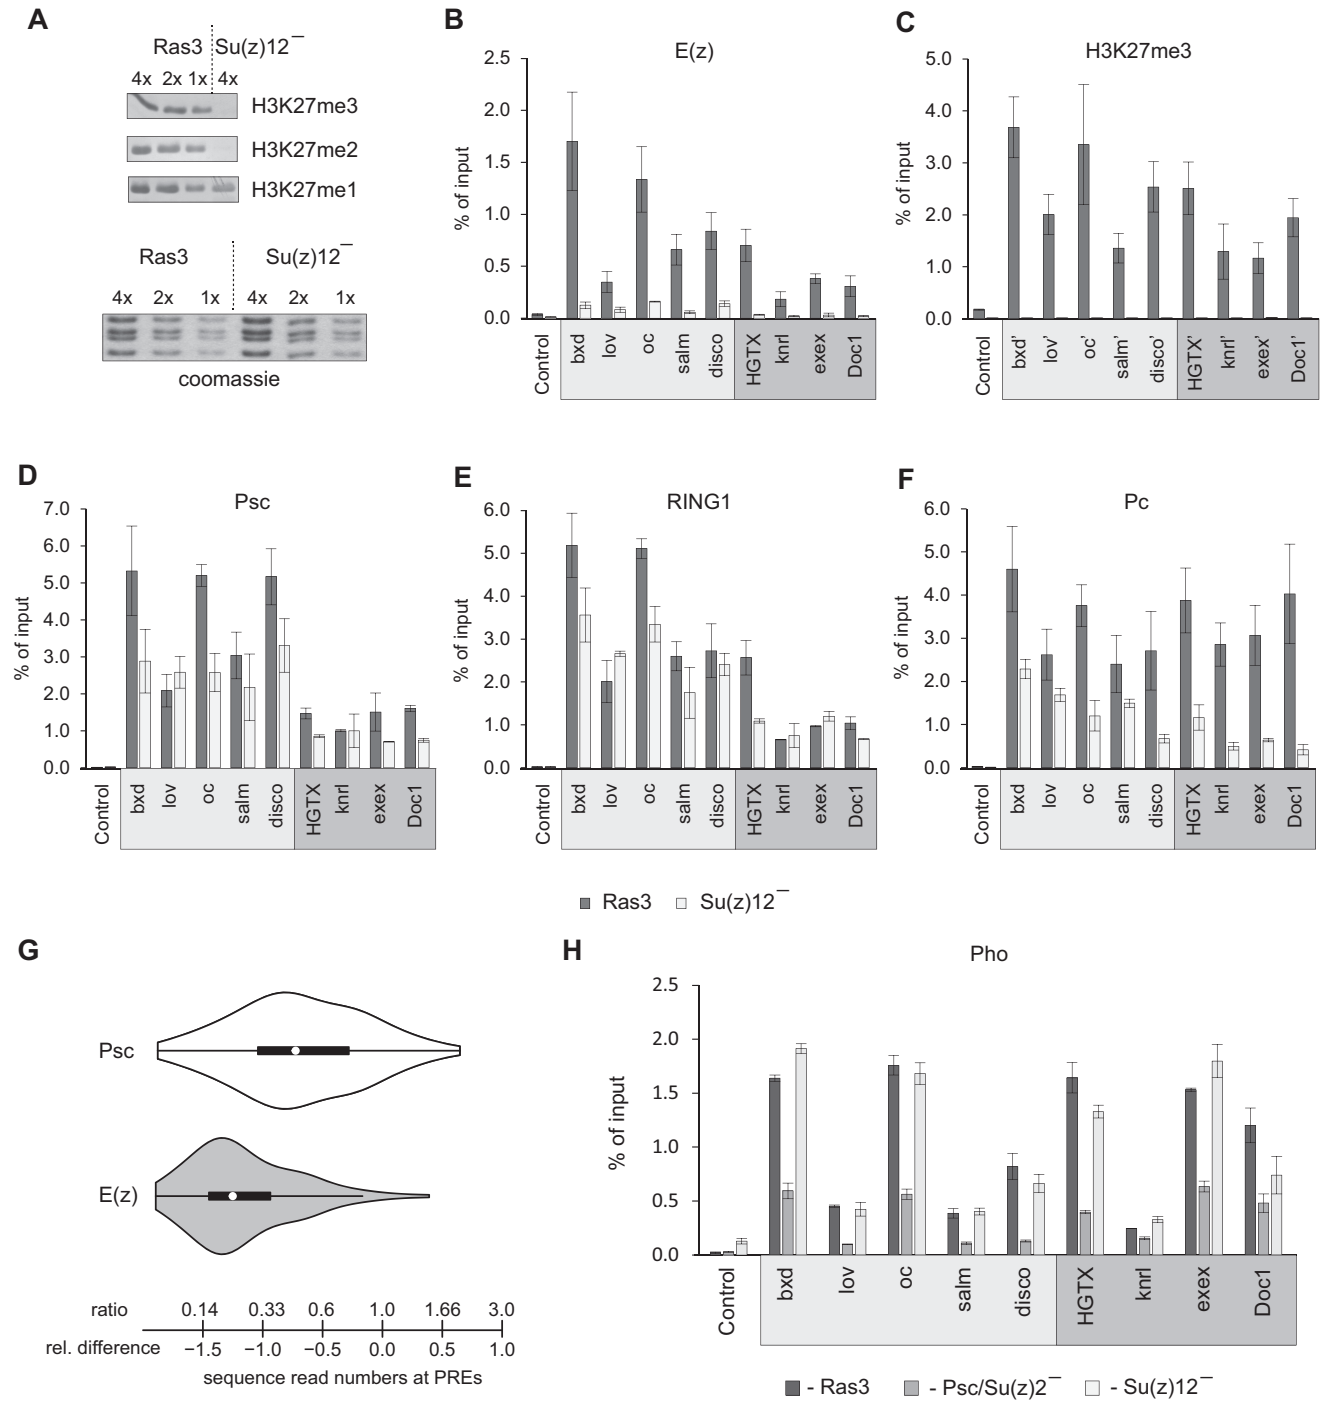 A
Ras3 Su(z)12⁻
4x 2x 1x 4x
H3K27me3
H3K27me2
H3K27me1
Ras3 Su(z)12⁻
4x 2x 1x 4x 2x 1x
coomassie
B
E(z)
% of input
2.5
2.0
1.5
1.0
0.5
0.0
Control bxd lov oc salm disco HGTX knrl exex Doc1
C
H3K27me3
% of input
5.0
4.0
3.0
2.0
1.0
0.0
Control bxd' lov' oc' salm' disco' HGTX' knrl' exex' Doc1'
D
Psc
% of input
7.0
6.0
5.0
4.0
3.0
2.0
1.0
0.0
Control bxd lov oc salm disco HGTX knrl exex Doc1
E
RING1
% of input
6.0
5.0
4.0
3.0
2.0
1.0
0.0
Control bxd lov oc salm disco HGTX knrl exex Doc1
F
Pc
% of input
6.0
5.0
4.0
3.0
2.0
1.0
0.0
Control bxd lov oc salm disco HGTX knrl exex Doc1
Ras3 Su(z)12⁻
G
Psc
E(z)
ratio 0.14 0.33 0.6 1.0 1.66 3.0
rel. difference −1.5 −1.0 −0.5 0.0 0.5 1.0
sequence read numbers at PREs
H
Pho
% of input
2.5
2.0
1.5
1.0
0.5
0.0
Control bxd lov oc salm disco HGTX knrl exex Doc1
- Ras3 - Psc/Su(z)2⁻ - Su(z)12⁻